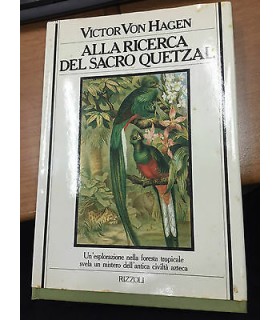 VICTOR VON HAGEN
ALLA RICERCA
DEL SACRO QUETZAL
Un'esplorazione nella foresta tropicale
svela un mistero dell'antica civiltà azteca
RIZZOLI